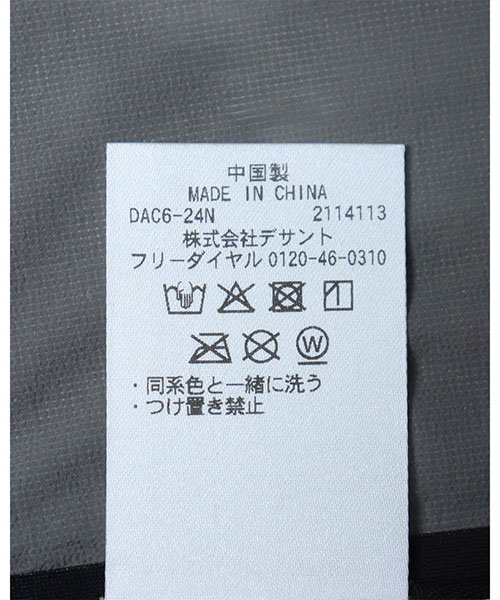 中国製
MADE IN CHINA
DAC6-24N 2114113
株式会社デサント
フリーダイヤル 0120-46-0310
W
・同系色と一緒に洗う
・つけ置き禁止